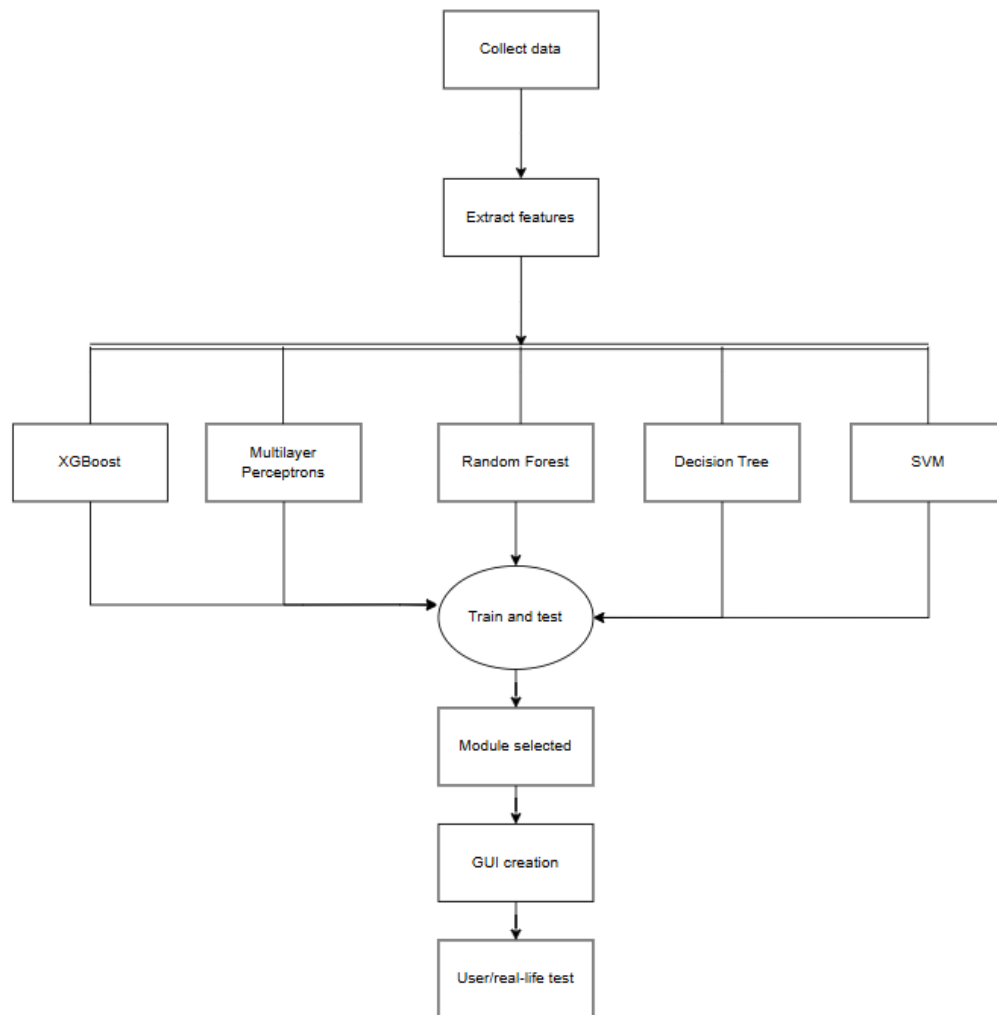 Collect data
Extract features
XGBoost
Multilayer
Perceptrons
Random Forest
Decision Tree
SVM
Train and test
Module selected
GUI creation
User/real-life test